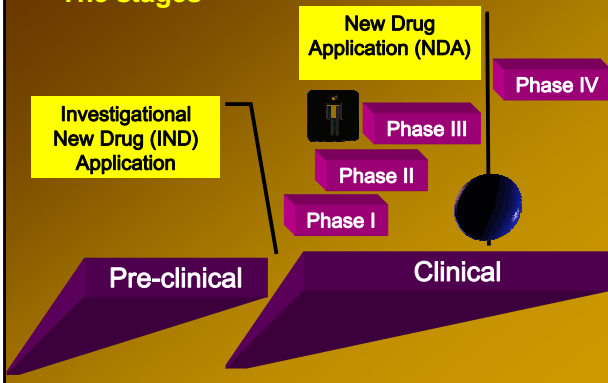 The stages
New Drug
Application (NDA)
Phase IV
Investigational
New Drug (IND)
Application
Phase III
Phase II
Phase I
Pre-clinical
Clinical